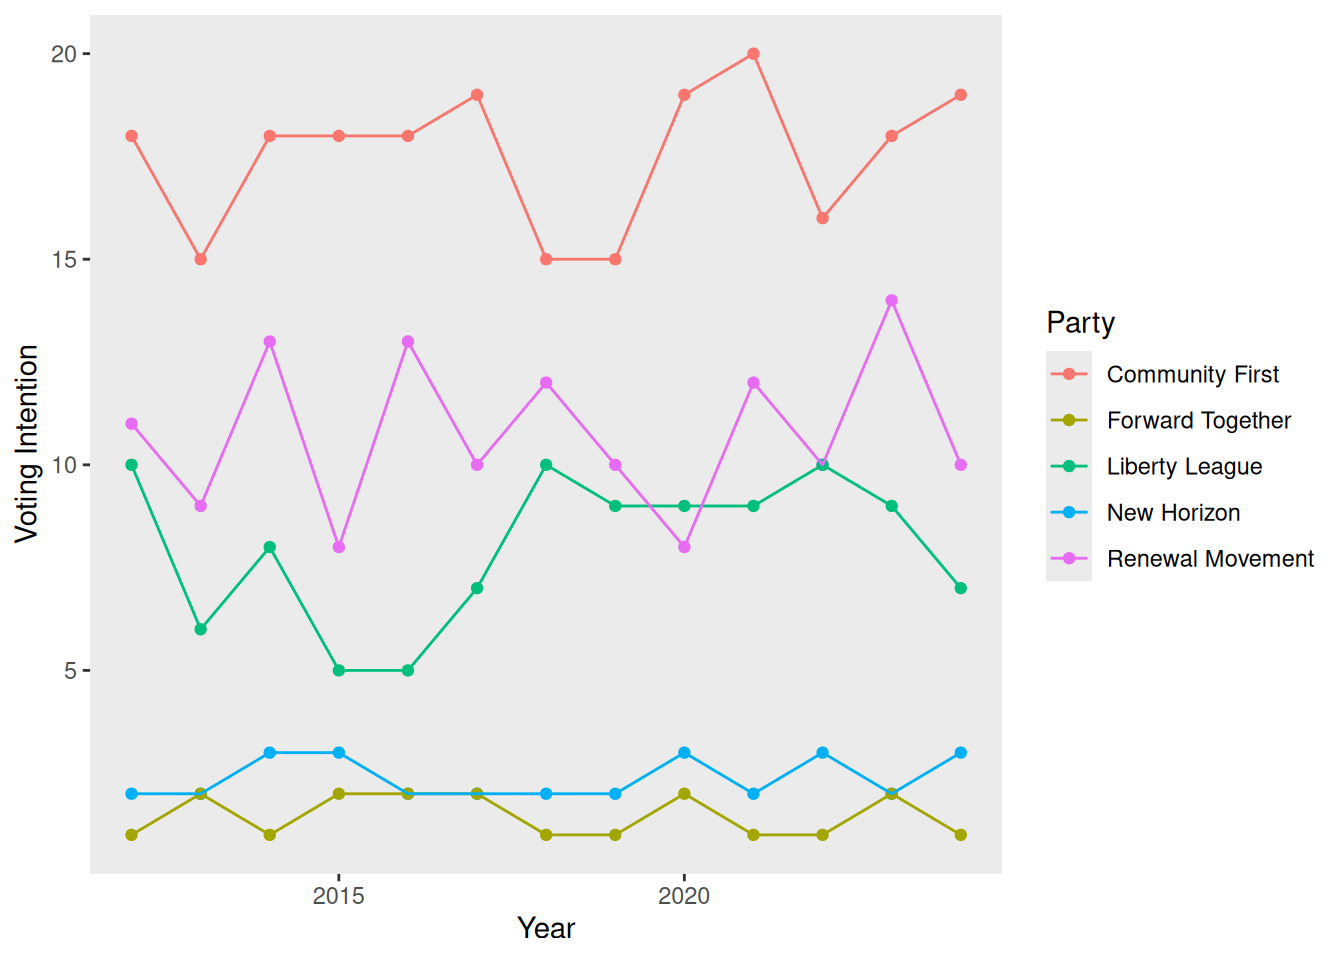 20
15
10
5
Voting Intention
2015
2020
Year
Party
Community First
Forward Together
Liberty League
New Horizon
Renewal Movement